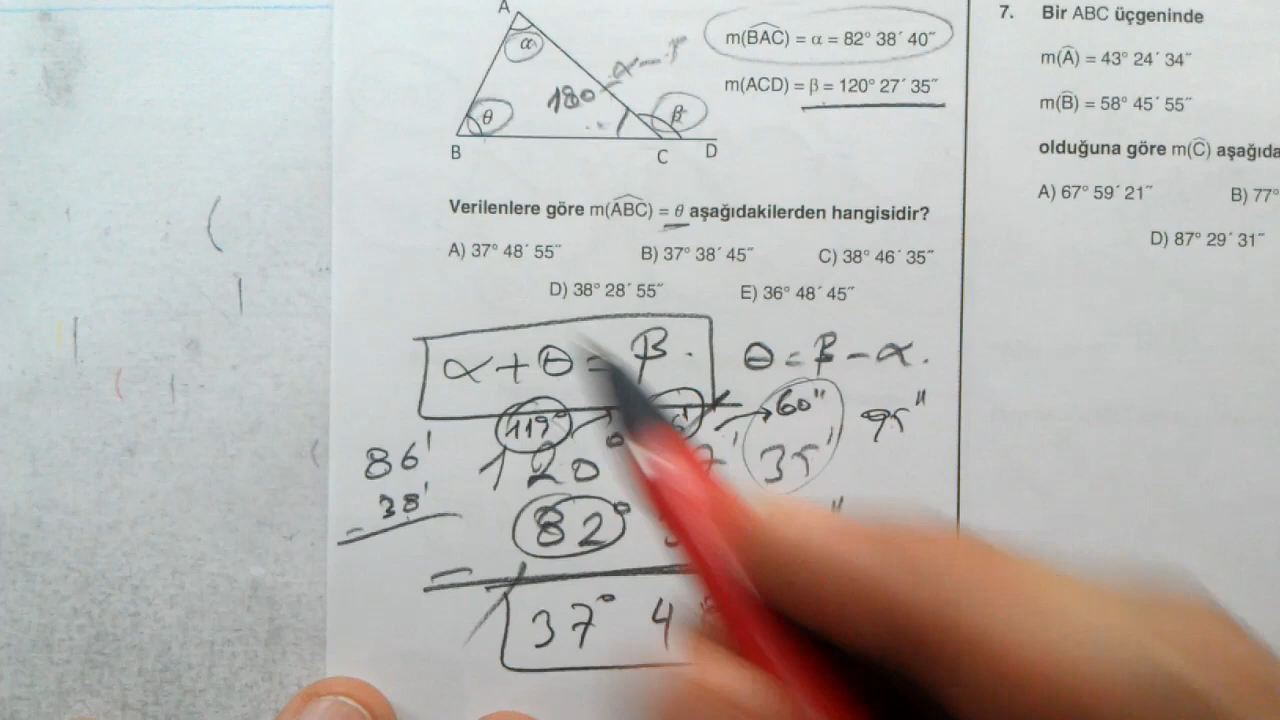 A
α
θ
β
B
C
D
180 - α -
m(BAC) = α = 82° 38´ 40˝
m(ACD) = β = 120° 27´ 35˝
Verilenlere göre m(ABC) = θ aşağıdakilerden hangisidir?
A) 37° 48´ 55˝ B) 37° 38´ 45˝ C) 38° 46´ 35˝
D) 38° 28´ 55˝ E) 36° 48´ 45˝
α + θ = β. θ = β - α.
119° 60" 95"
120° 7' 35'
82°
37° 4
86'
- 38'
7. Bir ABC üçgeninde
m(A) = 43° 24´ 34˝
m(B) = 58° 45´ 55˝
olduğuna göre m(C)
A) 67° 59´ 21˝ B) 77°
D) 87° 29´ 31˝